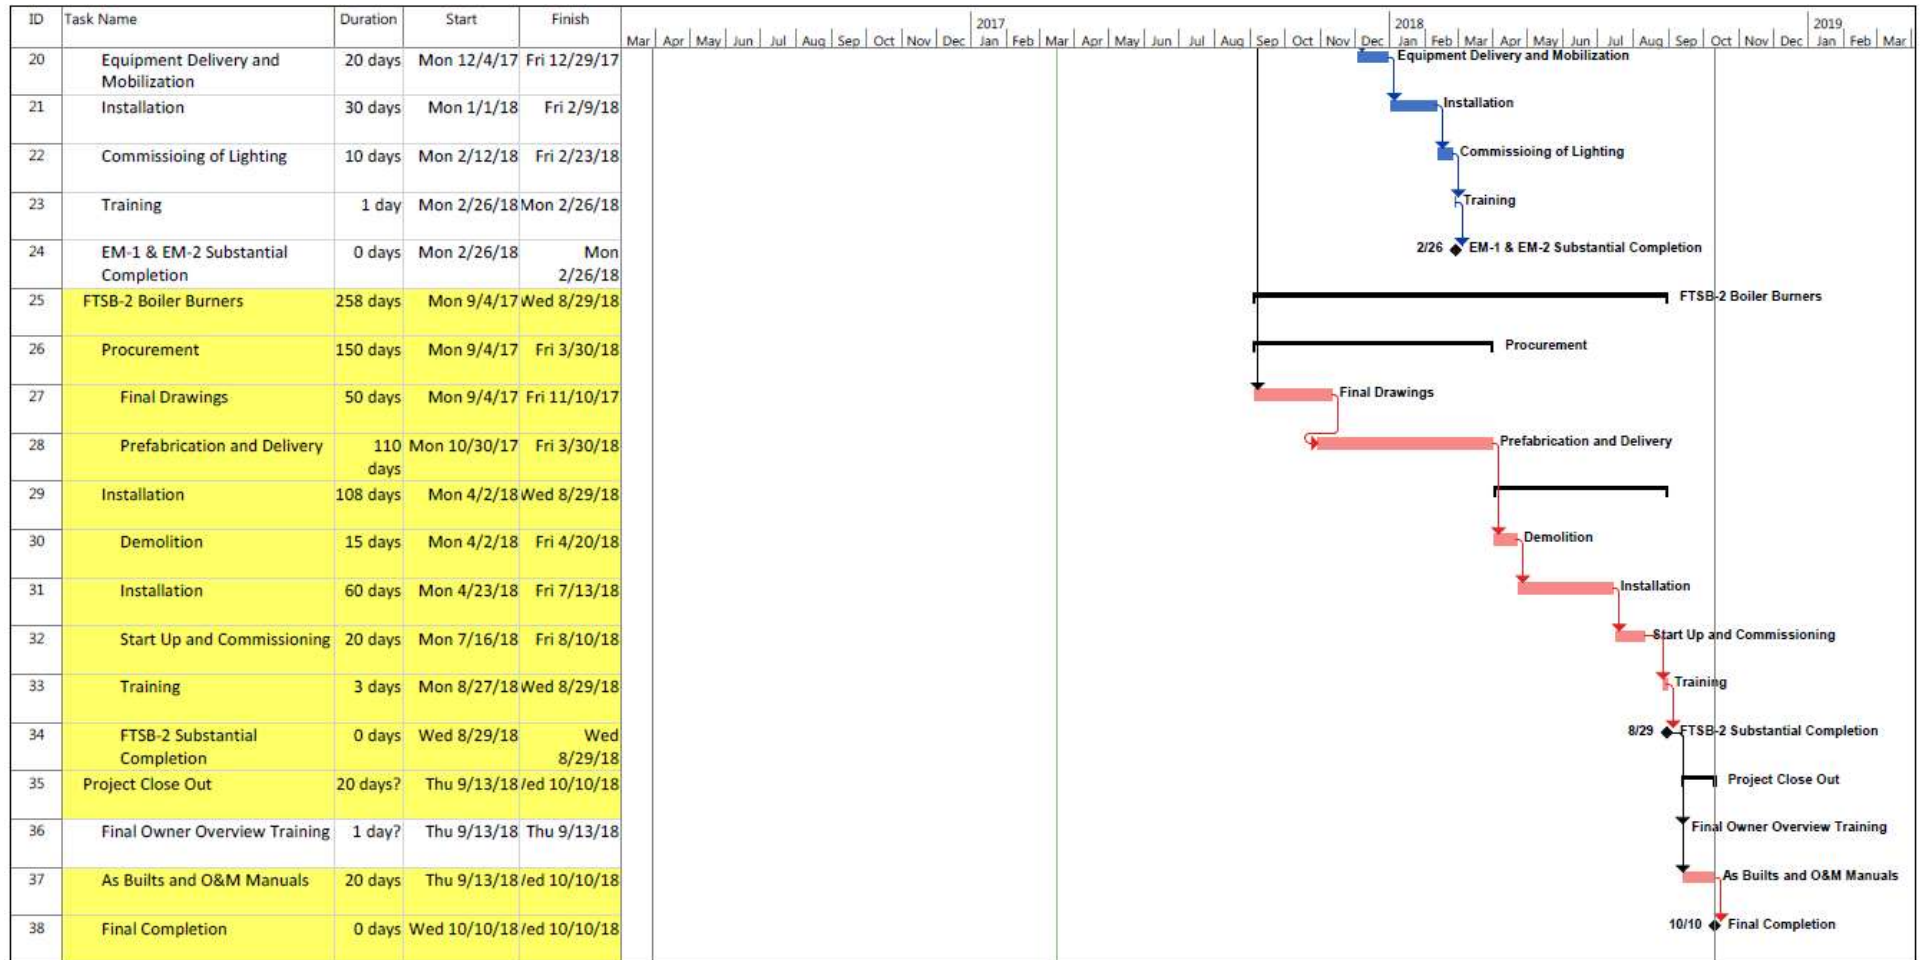 ID Task Name Duration Start Finish
2017 2018 2019
Mar Apr May Jun Jul Aug Sep Oct Nov Dec Jan Feb Mar Apr May Jun Jul Aug Sep Oct Nov Dec Jan Feb Mar Apr May Jun Jul Aug Sep Oct Nov Dec Jan Feb Mar
20 Equipment Delivery and 20 days Mon 12/4/17 Fri 12/29/17 Equipment Delivery and Mobilization
Mobilization
21 Installation 30 days Mon 1/1/18 Fri 2/9/18 Installation
22 Commissioing of Lighting 10 days Mon 2/12/18 Fri 2/23/18 Commissioing of Lighting
23 Training 1 day Mon 2/26/18 Mon 2/26/18 Training
24 EM-1 & EM-2 Substantial 0 days Mon 2/26/18 Mon 2/26 EM-1 & EM-2 Substantial Completion
Completion 2/26/18
25 FTSB-2 Boiler Burners 258 days Mon 9/4/17 Wed 8/29/18 FTSB-2 Boiler Burners
26 Procurement 150 days Mon 9/4/17 Fri 3/30/18 Procurement
27 Final Drawings 50 days Mon 9/4/17 Fri 11/10/17 Final Drawings
28 Prefabrication and Delivery 110 Mon 10/30/17 Fri 3/30/18 Prefabrication and Delivery
days
29 Installation 108 days Mon 4/2/18 Wed 8/29/18
30 Demolition 15 days Mon 4/2/18 Fri 4/20/18 Demolition
31 Installation 60 days Mon 4/23/18 Fri 7/13/18 Installation
32 Start Up and Commissioning 20 days Mon 7/16/18 Fri 8/10/18 Start Up and Commissioning
33 Training 3 days Mon 8/27/18 Wed 8/29/18 Training
34 FTSB-2 Substantial 0 days Wed 8/29/18 Wed 8/29 FTSB-2 Substantial Completion
Completion 8/29/18
35 Project Close Out 20 days? Thu 9/13/18 Wed 10/10/18 Project Close Out
36 Final Owner Overview Training 1 day? Thu 9/13/18 Thu 9/13/18 Final Owner Overview Training
37 As Builts and O&M Manuals 20 days Thu 9/13/18 Wed 10/10/18 As Builts and O&M Manuals
38 Final Completion 0 days Wed 10/10/18 Wed 10/10/18 10/10 Final Completion